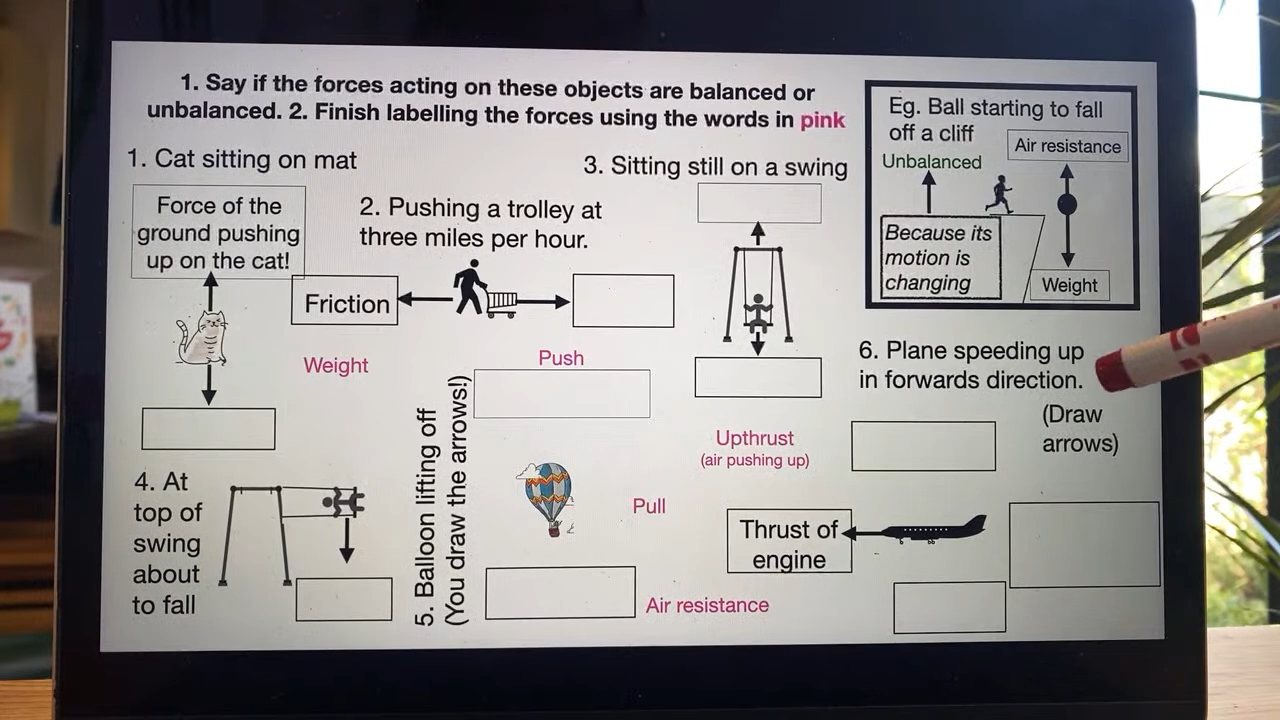 1. Say if the forces acting on these objects are balanced or
unbalanced. 2. Finish labelling the forces using the words in pink
Eg. Ball starting to fall
off a cliff
Unbalanced
Air resistance
Because its
motion is
changing
Weight
1. Cat sitting on mat
Force of the
ground pushing
up on the cat!
2. Pushing a trolley at
three miles per hour.
Friction
3. Sitting still on a swing
Weight
Push
Upthrust
(air pushing up)
Pull
Air resistance
4. At
top of
swing
about
to fall
5. Balloon lifting off
(You draw the arrows!)
6. Plane speeding up
in forwards direction.
(Draw
arrows)
Thrust of
engine